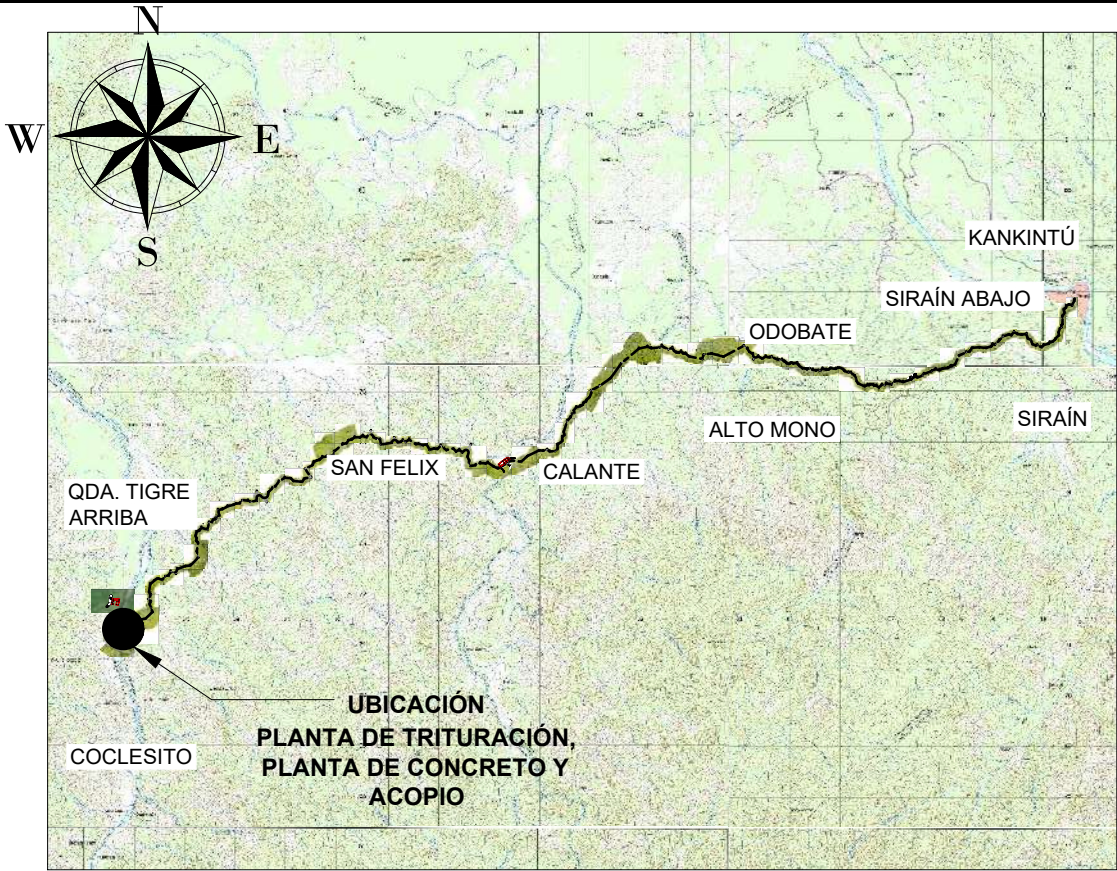 N
W
E
S
KANKINTÚ
SIRAÍN ABAJO
ODOBATE
ALTO MONO
SIRAÍN
SAN FELIX
CALANTE
QDA. TIGRE
ARRIBA
UBICACIÓN
PLANTA DE TRITURACIÓN,
PLANTA DE CONCRETO Y
ACOPIO
COCLESITO